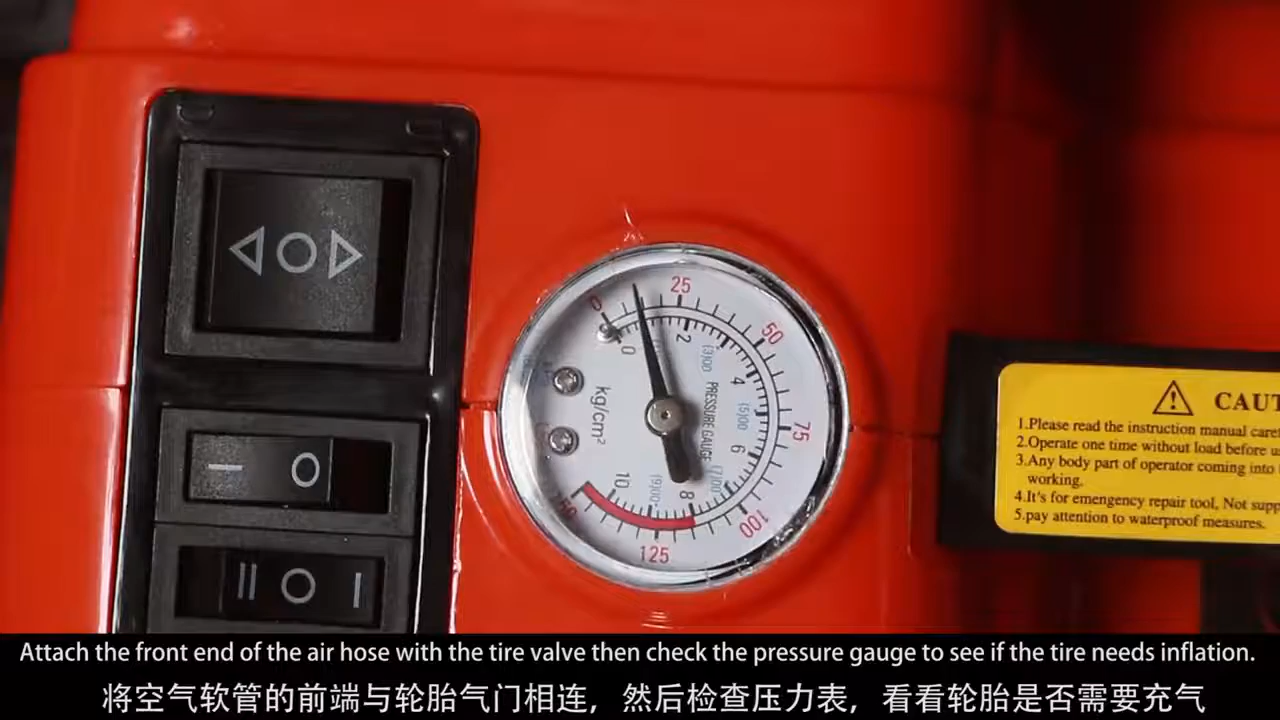 0
25
50
75
100
125
0
2
4
6
8
10
kg/cm²
PRESSURE GAUGE
CAUT
1.Please read the instruction manual caref
2.Operate one time without load before us
3.Any body part of operator coming into
working.
4.It's for emergency repair tool, Not supp
5.pay attention to waterproof measures.
Attach the front end of the air hose with the tire valve then check the pressure gauge to see if the tire needs inflation.
将空气软管的前端与轮胎气门相连，然后检查压力表，看看轮胎是否需要充气